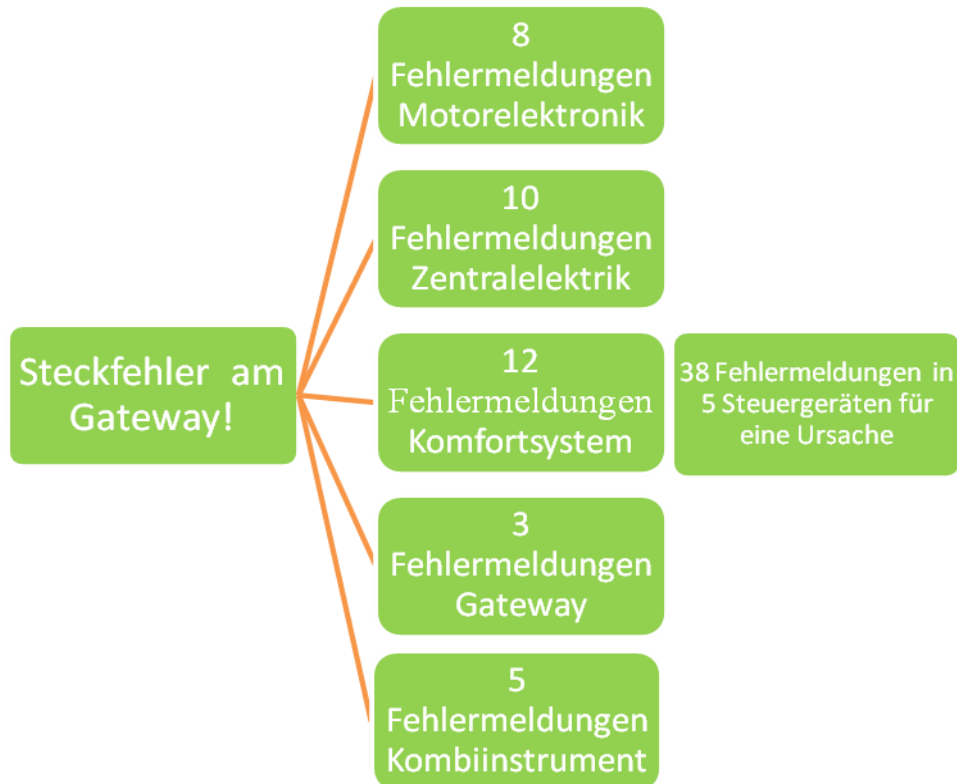 Steckfehler am
Gateway!
8
Fehlermeldungen
Motorelektronik
10
Fehlermeldungen
Zentralelektrik
12
Fehlermeldungen
Komfortsystem
3
Fehlermeldungen
Gateway
5
Fehlermeldungen
Kombiinstrument
38 Fehlermeldungen in
5 Steuergeräten für
eine Ursache